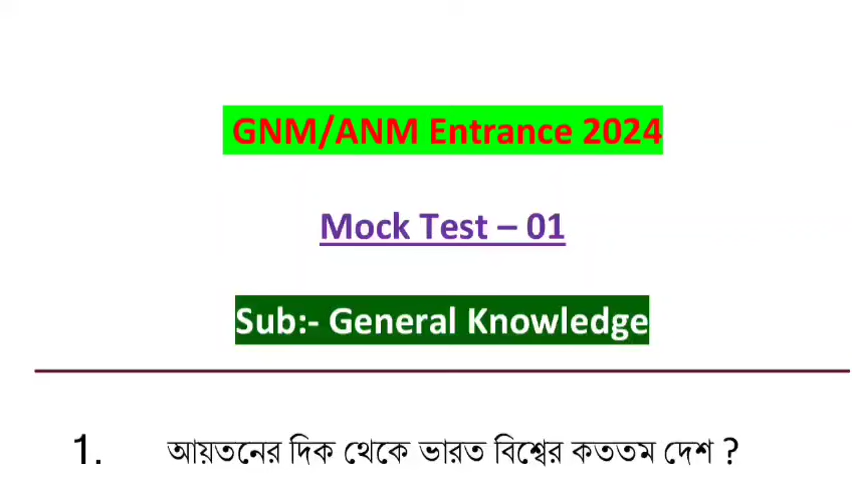 GNM/ANM Entrance 2024
Mock Test – 01
Sub:- General Knowledge
1. আয়তনের দিক থেকে ভারত বিশ্বের কততম দেশ ?